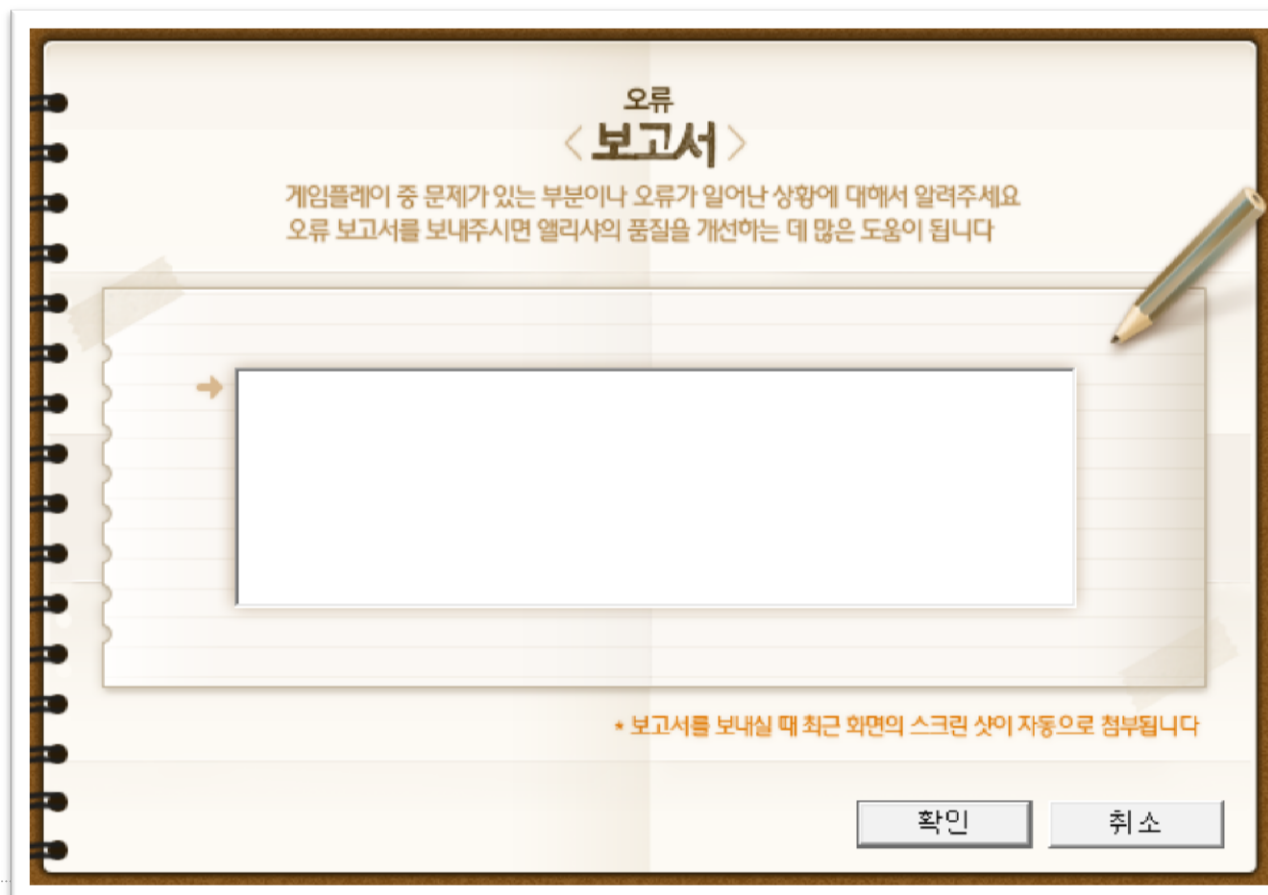 오류
< 보고서 >
게임플레이 중 문제가 있는 부분이나 오류가 일어난 상황에 대해서 알려주세요
오류 보고서를 보내주시면 앨리샤의 품질을 개선하는 데 많은 도움이 됩니다
* 보고서를 보내실 때 최근 화면의 스크린 샷이 자동으로 첨부됩니다
확인 취소